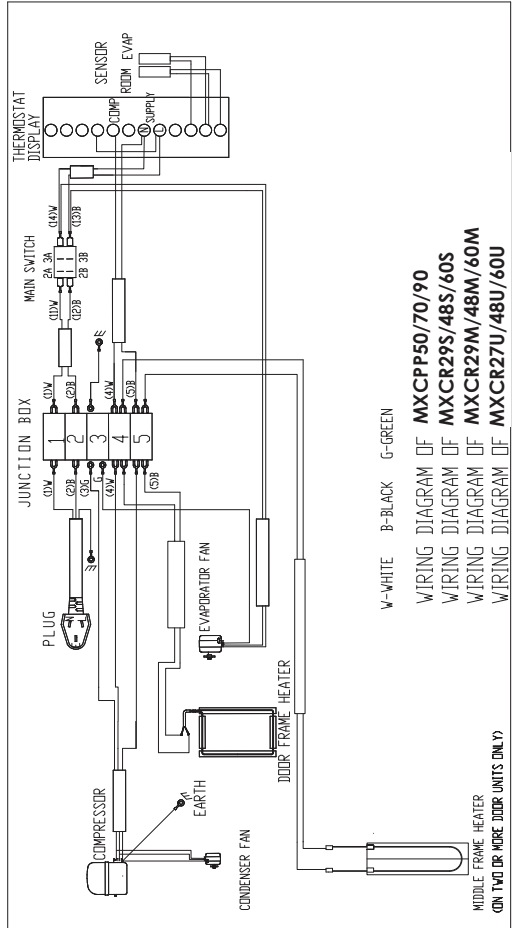 THERMOSTAT
DISPLAY
SENSOR
ROOM EVAP
COMP
N SUPPLY
L
MAIN SWITCH
2A 3A
2B 3B
(11)W
(12)B
(14)W
(13)B
JUNCTION BOX
(1)W
(2)B
(4)W
(5)B
1
2
3
4
5
(1)W
(2)B
(3)G
G
(4)W
(5)B
PLUG
N
EVAPORATOR FAN
DOOR FRAME HEATER
COMPRESSOR
EARTH
CONDENSER FAN
MIDDLE FRAME HEATER
(ON TWO OR MORE DOOR UNITS ONLY)
W-WHITE B-BLACK G-GREEN
WIRING DIAGRAM OF MXCPP50/70/90
WIRING DIAGRAM OF MXCR29S/48S/60S
WIRING DIAGRAM OF MXCR29M/48M/60M
WIRING DIAGRAM OF MXCR27U/48U/60U